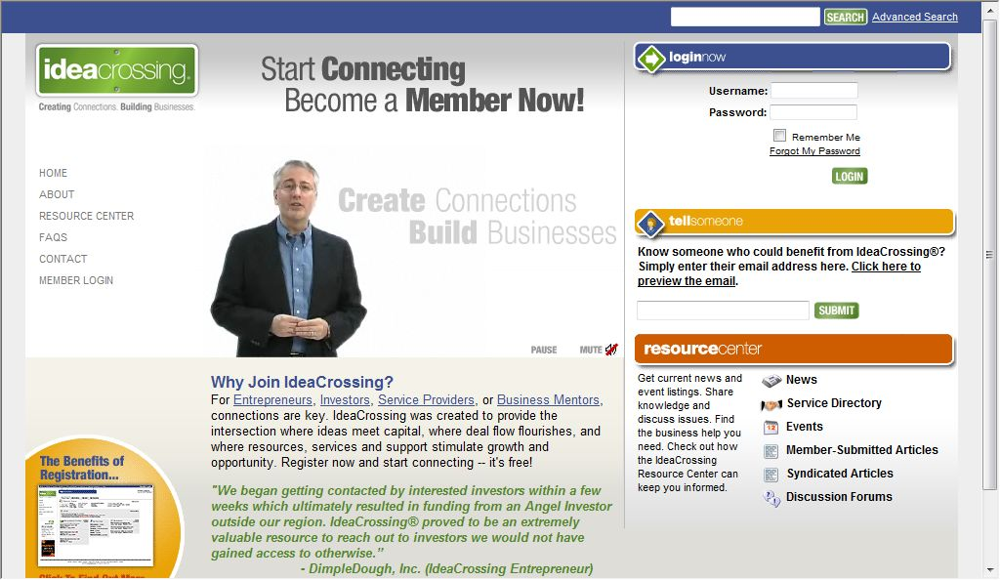 SEARCH Advanced Search
ideacrossing®
Creating Connections. Building Businesses.
Start Connecting
Become a Member Now!
HOME
ABOUT
RESOURCE CENTER
FAQS
CONTACT
MEMBER LOGIN
Create Connections
Build Businesses
PAUSE MUTE
Why Join IdeaCrossing?
For Entrepreneurs, Investors, Service Providers, or Business Mentors,
connections are key. IdeaCrossing was created to provide the
intersection where ideas meet capital, where deal flow flourishes, and
where resources, services and support stimulate growth and
opportunity. Register now and start connecting -- it's free!
"We began getting contacted by interested investors within a few
weeks which ultimately resulted in funding from an Angel Investor
outside our region. IdeaCrossing® proved to be an extremely
valuable resource to reach out to investors we would not have
gained access to otherwise.”
- DimpleDough, Inc. (IdeaCrossing Entrepreneur)
The Benefits of
Registration...
Click To Find Out More
loginnow
Username:
Password:
Remember Me
Forgot My Password
LOGIN
tellsomeone
Know someone who could benefit from IdeaCrossing®?
Simply enter their email address here. Click here to
preview the email.
SUBMIT
resourcecenter
Get current news and
event listings. Share
knowledge and
discuss issues. Find
the business help you
need. Check out how
the IdeaCrossing
Resource Center can
keep you informed.
News
Service Directory
12
Events
Member-Submitted Articles
Syndicated Articles
Discussion Forums